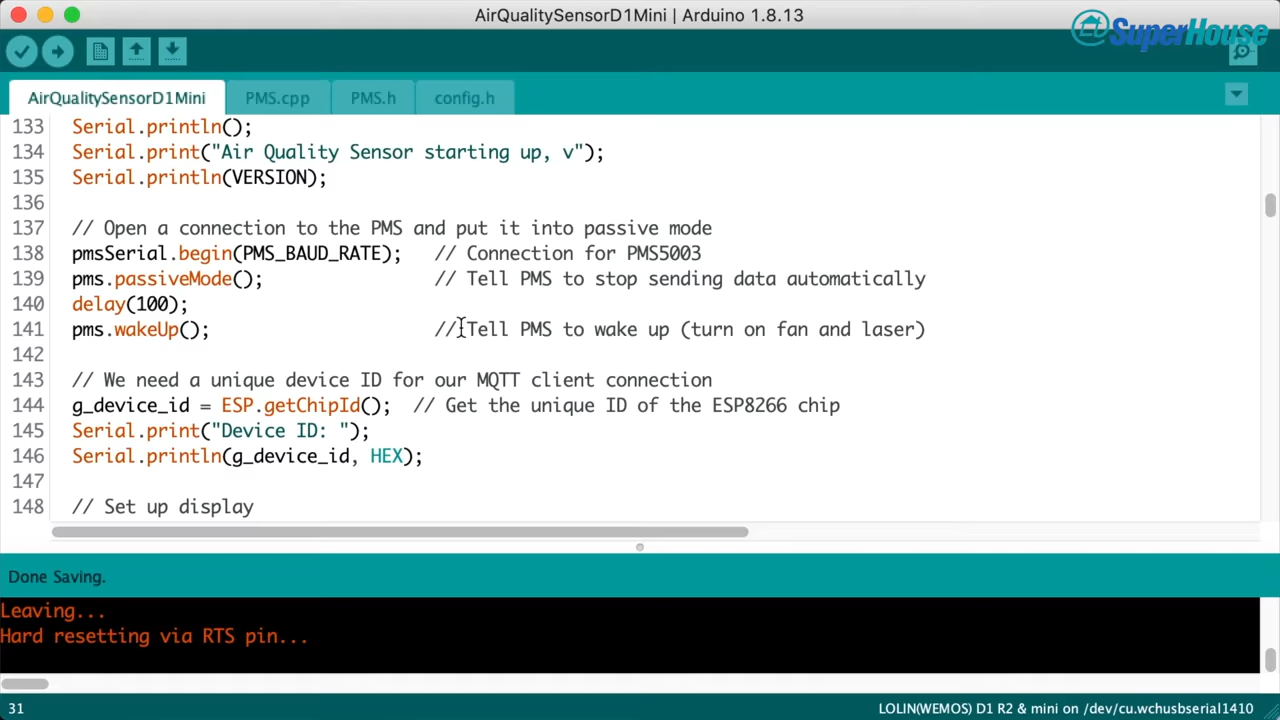 AirQualitySensorD1Mini | Arduino 1.8.13
SuperHouse
AirQualitySensorD1Mini PMS.cpp PMS.h config.h
133 Serial.println();
134 Serial.print("Air Quality Sensor starting up, v");
135 Serial.println(VERSION);
136
137 // Open a connection to the PMS and put it into passive mode
138 pmsSerial.begin(PMS_BAUD_RATE); // Connection for PMS5003
139 pms.passiveMode(); // Tell PMS to stop sending data automatically
140 delay(100);
141 pms.wakeUp(); // Tell PMS to wake up (turn on fan and laser)
142
143 // We need a unique device ID for our MQTT client connection
144 g_device_id = ESP.getChipId(); // Get the unique ID of the ESP8266 chip
145 Serial.print("Device ID: ");
146 Serial.println(g_device_id, HEX);
147
148 // Set up display
Done Saving.
Leaving...
Hard resetting via RTS pin...
31 LOLIN(WEMOS) D1 R2 & mini on /dev/cu.wchusbserial1410